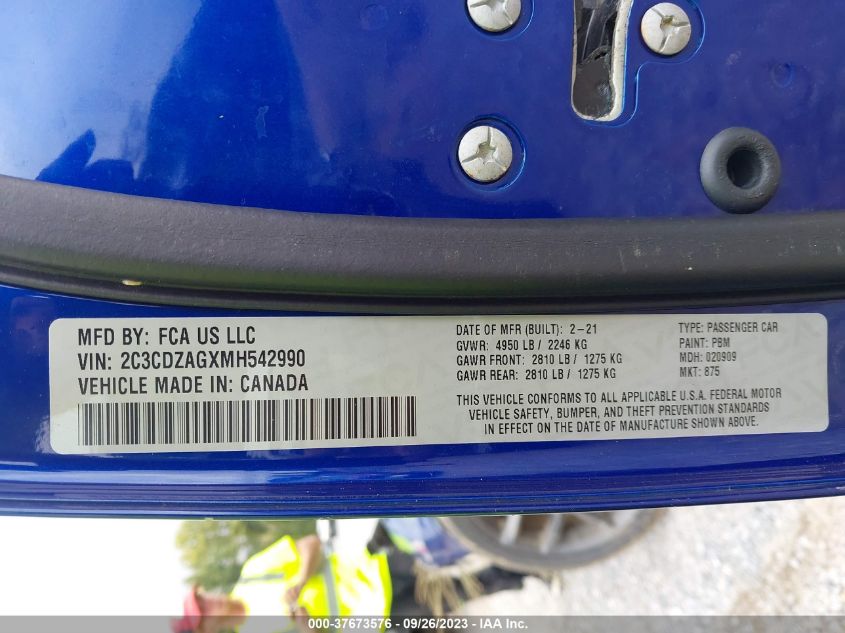 MFD BY: FCA US LLC
VIN: 2C3CDZAGXMH542990
VEHICLE MADE IN: CANADA
DATE OF MFR (BUILT): 2-21
GVWR: 4950 LB / 2246 KG
GAWR FRONT: 2810 LB / 1275 KG
GAWR REAR: 2810 LB / 1275 KG
TYPE: PASSENGER CAR
PAINT: PBM
MDH: 020909
MKT: 875
THIS VEHICLE CONFORMS TO ALL APPLICABLE U.S.A. FEDERAL MOTOR
VEHICLE SAFETY, BUMPER, AND THEFT PREVENTION STANDARDS
IN EFFECT ON THE DATE OF MANUFACTURE SHOWN ABOVE.
000-37673576 - 09/26/2023 - IAA Inc.